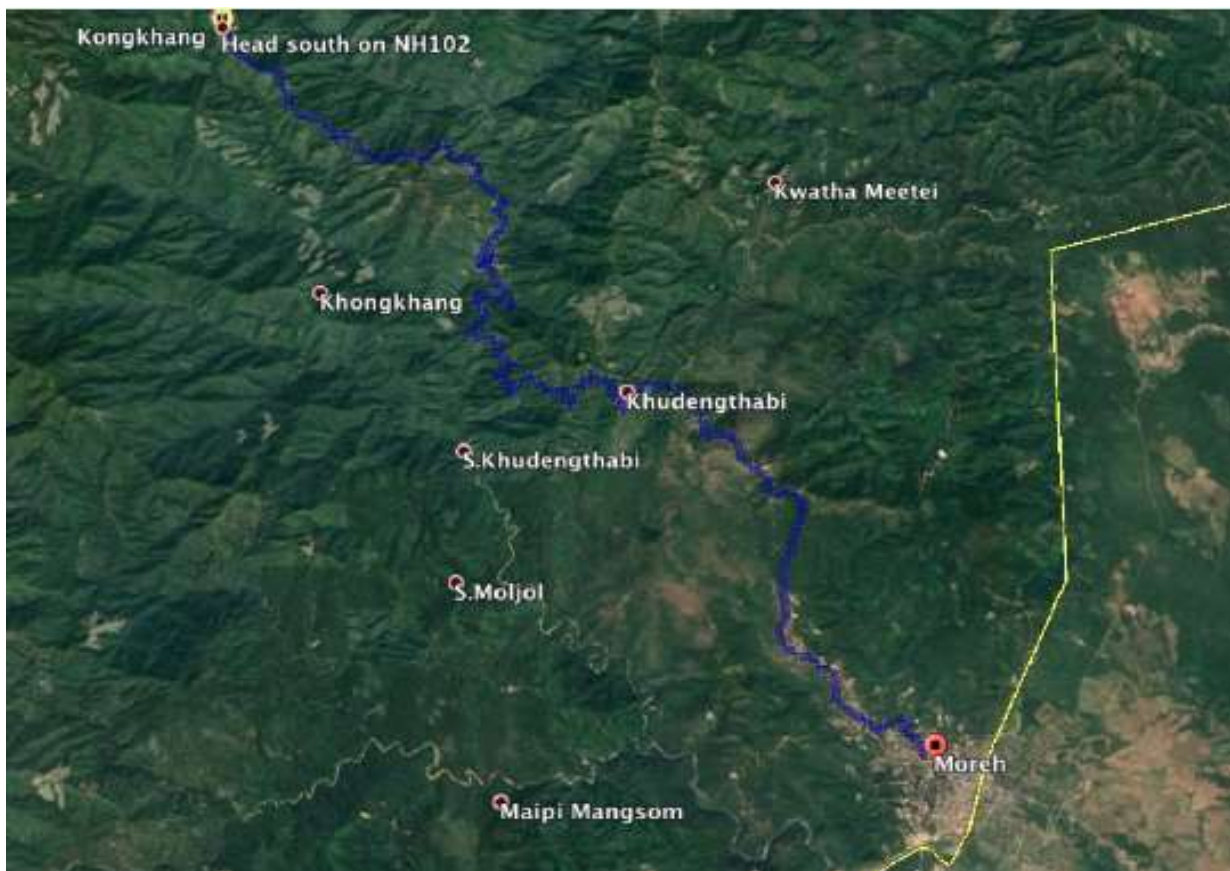 Kongkhang
Head south on NH102
Kwatha Meetei
Khongkhang
Khudengthabi
S.Khudengthabi
S.Moljol
Moreh
Maipi Mangsom